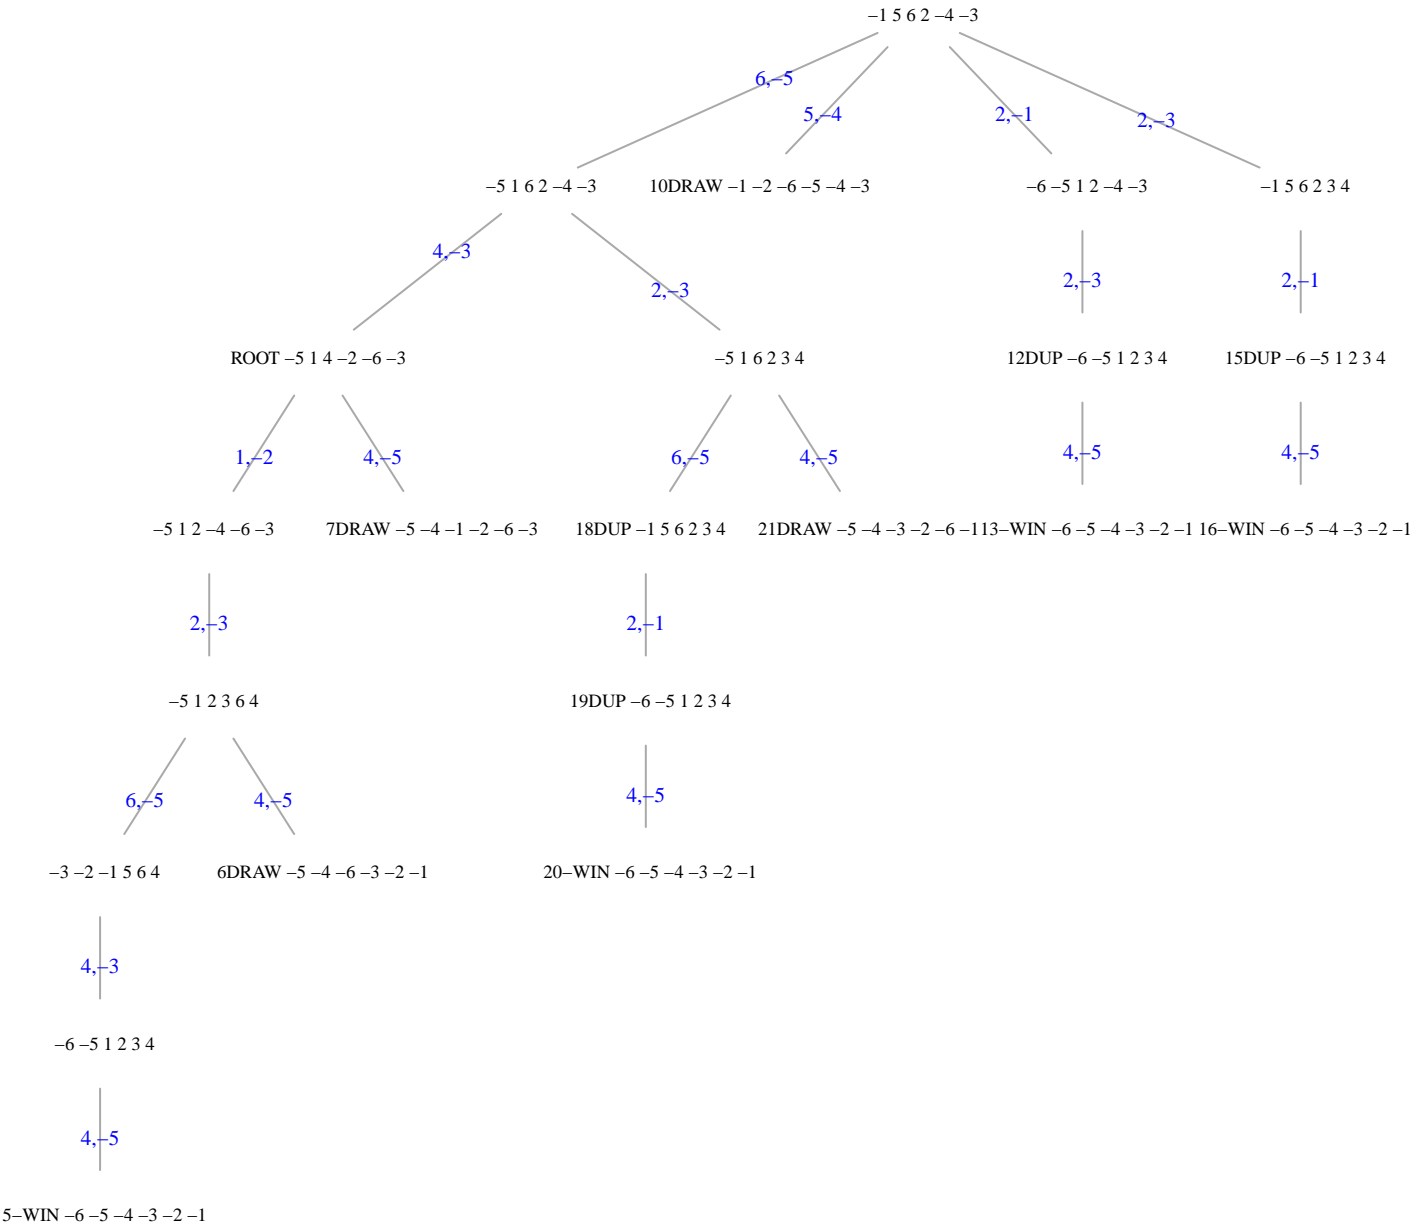 –1 5 6 2 –4 –3
6,–5
5,–4
2,–1
2,–3
–5 1 6 2 –4 –3
10DRAW –1 –2 –6 –5 –4 –3
–6 –5 1 2 –4 –3
–1 5 6 2 3 4
4,–3
2,–3
2,–3
2,–1
ROOT –5 1 4 –2 –6 –3
–5 1 6 2 3 4
12DUP –6 –5 1 2 3 4
15DUP –6 –5 1 2 3 4
1,–2
4,–5
6,–5
4,–5
4,–5
4,–5
–5 1 2 –4 –6 –3
7DRAW –5 –4 –1 –2 –6 –3
18DUP –1 5 6 2 3 4
21DRAW –5 –4 –3 –2 –6 –113–WIN –6 –5 –4 –3 –2 –1 16–WIN –6 –5 –4 –3 –2 –1
2,–3
2,–1
–5 1 2 3 6 4
19DUP –6 –5 1 2 3 4
6,–5
4,–5
4,–5
–3 –2 –1 5 6 4
6DRAW –5 –4 –6 –3 –2 –1
20–WIN –6 –5 –4 –3 –2 –1
4,–3
–6 –5 1 2 3 4
4,–5
5–WIN –6 –5 –4 –3 –2 –1